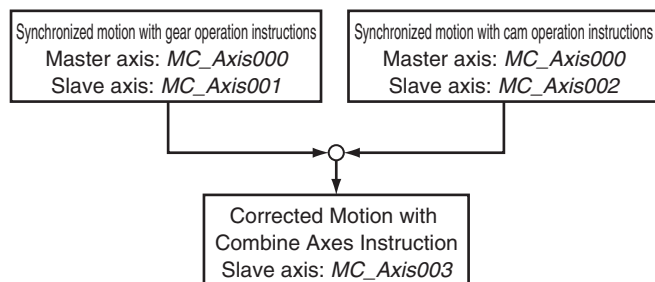 Synchronized motion with gear operation instructions
Master axis: MC_Axis000
Slave axis: MC_Axis001
Synchronized motion with cam operation instructions
Master axis: MC_Axis000
Slave axis: MC_Axis002
Corrected Motion with
Combine Axes Instruction
Slave axis: MC_Axis003